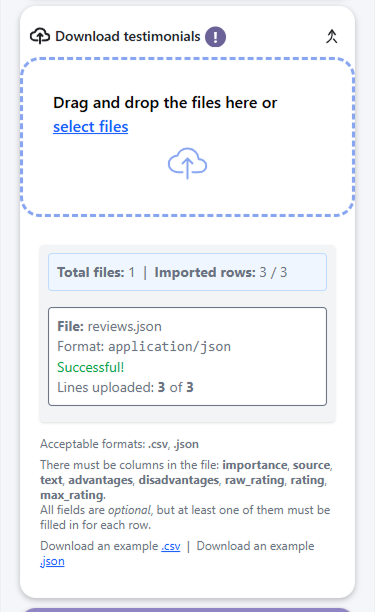 Download testimonials !
Drag and drop the files here or
select files
Total files: 1 | Imported rows: 3 / 3
File: reviews.json
Format: application/json
Successful!
Lines uploaded: 3 of 3
Acceptable formats: .csv, .json
There must be columns in the file: importance, source,
text, advantages, disadvantages, raw_rating, rating,
max_rating.
All fields are optional, but at least one of them must be
filled in for each row.
Download an example .csv | Download an example
.json